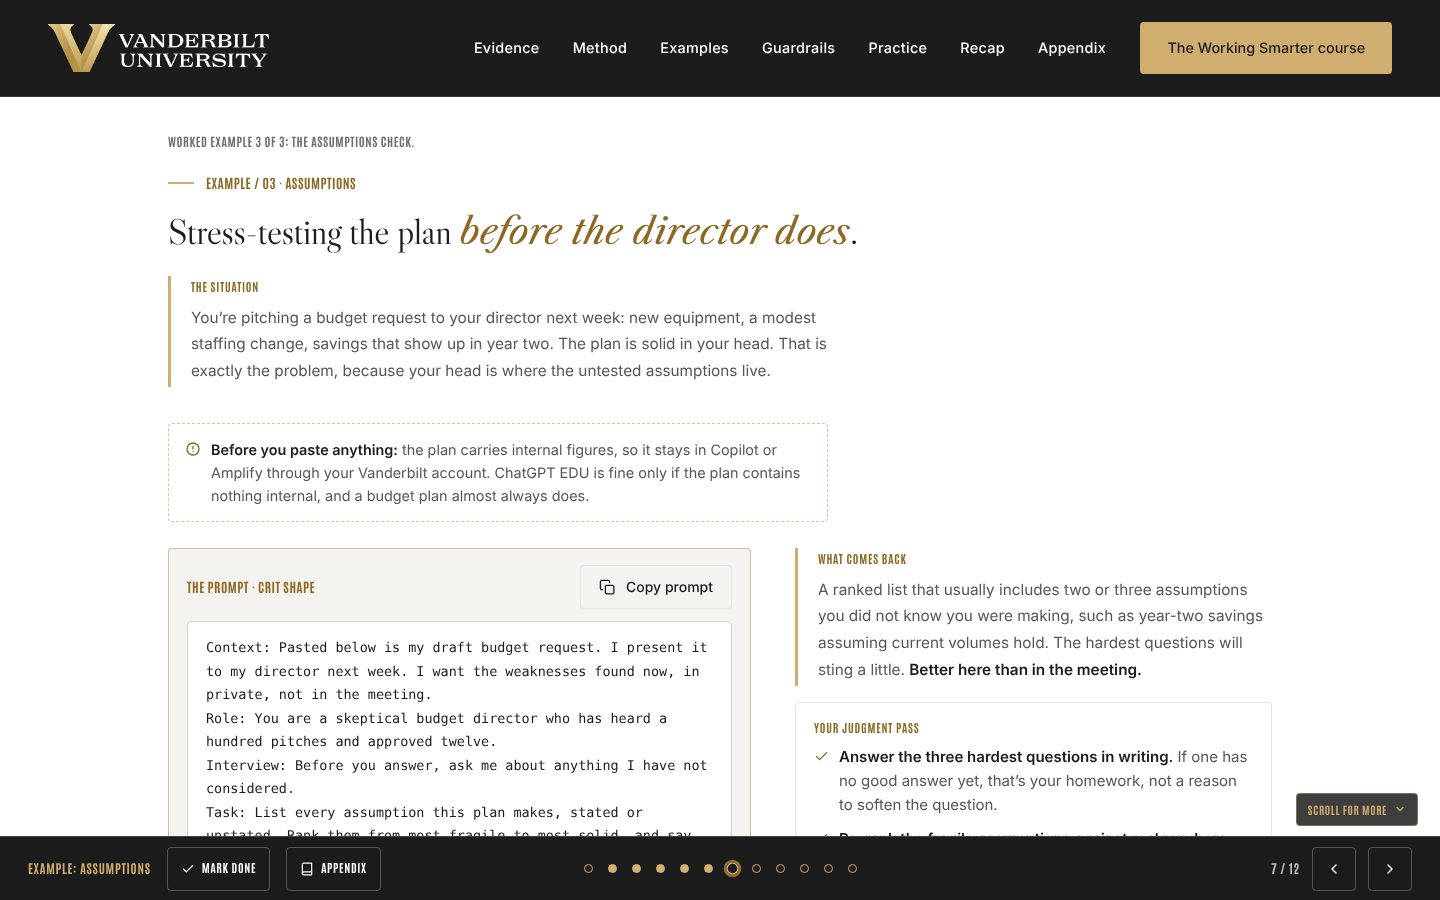 VANDERBILT
UNIVERSITY
Evidence
Method
Examples
Guardrails
Practice
Recap
Appendix
The Working Smarter course
WORKED EXAMPLE 3 OF 3: THE ASSUMPTIONS CHECK.
EXAMPLE / 03 · ASSUMPTIONS
Stress-testing the plan before the director does.
THE SITUATION
You’re pitching a budget request to your director next week: new equipment, a modest
staffing change, savings that show up in year two. The plan is solid in your head. That is
exactly the problem, because your head is where the untested assumptions live.
Before you paste anything: the plan carries internal figures, so it stays in Copilot or
Amplify through your Vanderbilt account. ChatGPT EDU is fine only if the plan contains
nothing internal, and a budget plan almost always does.
THE PROMPT · CRIT SHAPE
Copy prompt
Context: Pasted below is my draft budget request. I present it
to my director next week. I want the weaknesses found now, in
private, not in the meeting.
Role: You are a skeptical budget director who has heard a
hundred pitches and approved twelve.
Interview: Before you answer, ask me about anything I have not
considered.
Task: List every assumption this plan makes, stated or
unstated. Rank them from most fragile to most solid, and say
WHAT COMES BACK
A ranked list that usually includes two or three assumptions
you did not know you were making, such as year-two savings
assuming current volumes hold. The hardest questions will
sting a little. Better here than in the meeting.
YOUR JUDGMENT PASS
Answer the three hardest questions in writing. If one has
no good answer yet, that’s your homework, not a reason
to soften the question.
SCROLL FOR MORE
EXAMPLE: ASSUMPTIONS
MARK DONE
APPENDIX
7 / 12